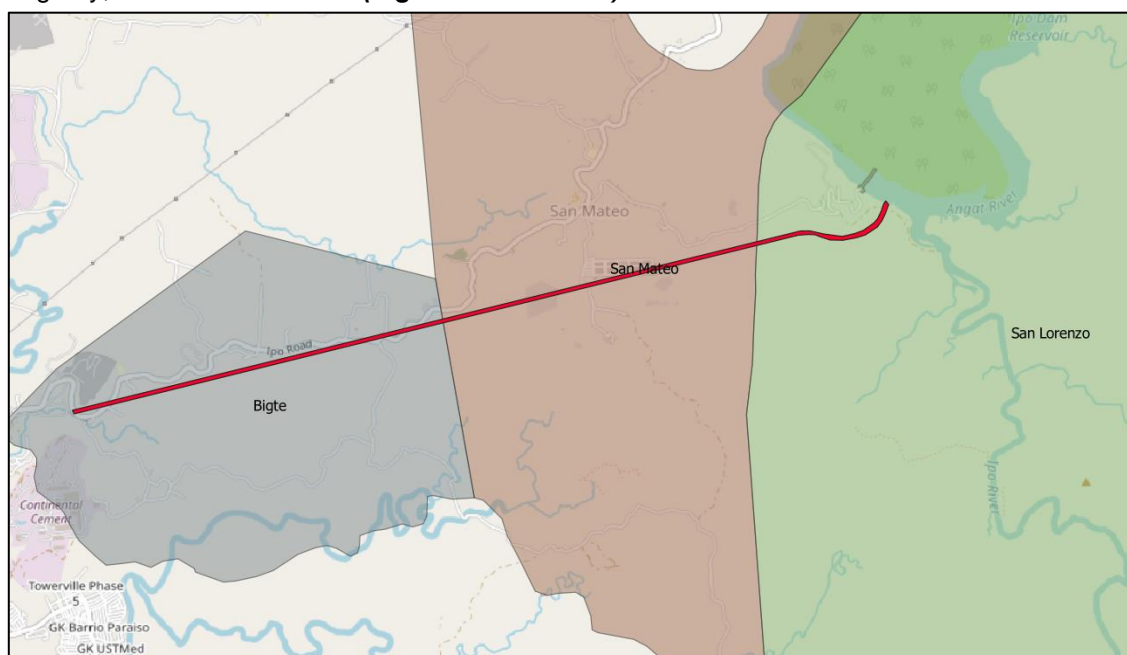 Ipo Dam
Reservoir
San Mateo
Angat River
San Mateo
San Lorenzo
Ipo Road
Bigte
Ipo River
Continental
Cement
Towerville Phase
5
GK Barrio Paraiso
GK USTMed